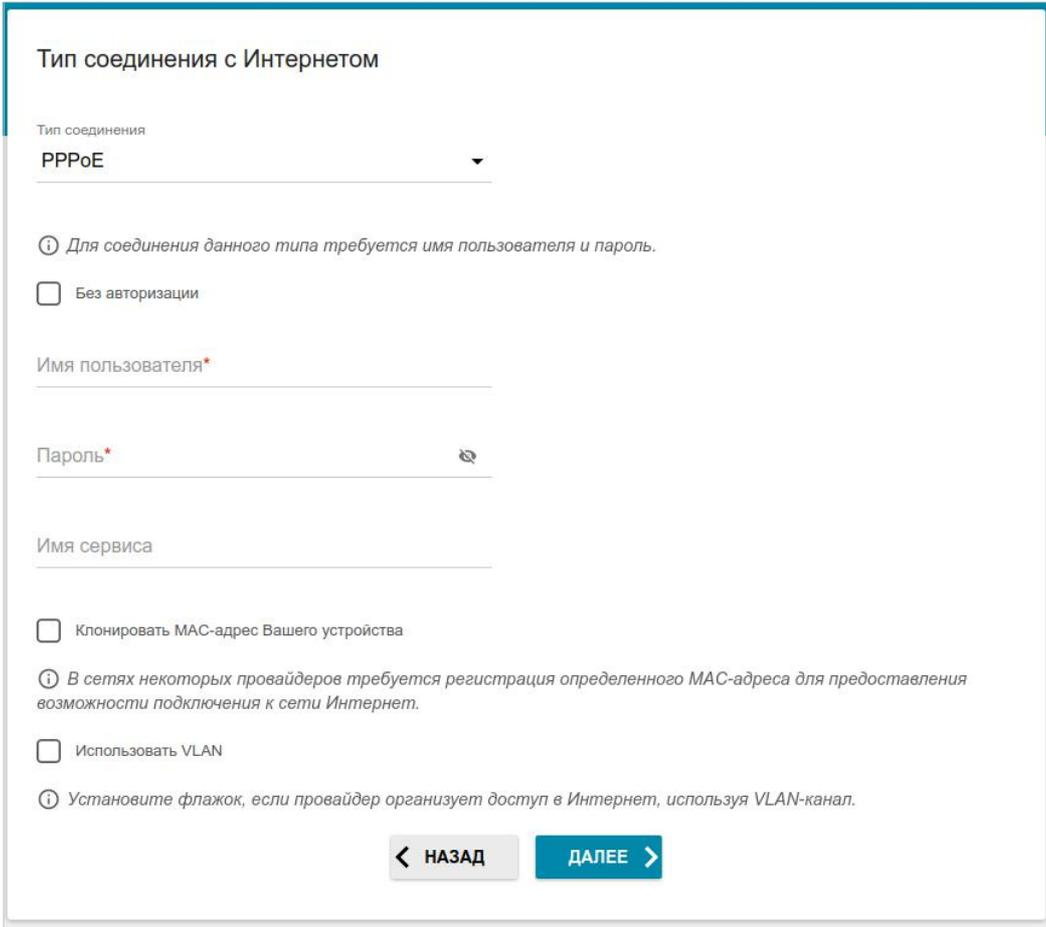 Тип соединения с Интернетом
Тип соединения
PPPoE
Для соединения данного типа требуется имя пользователя и пароль.
Без авторизации
Имя пользователя*
Пароль*
Имя сервиса
Клонировать MAC-адрес Вашего устройства
В сетях некоторых провайдеров требуется регистрация определенного MAC-адреса для предоставления
возможности подключения к сети Интернет.
Использовать VLAN
Установите флажок, если провайдер организует доступ в Интернет, используя VLAN-канал.
НАЗАД
ДАЛЕЕ